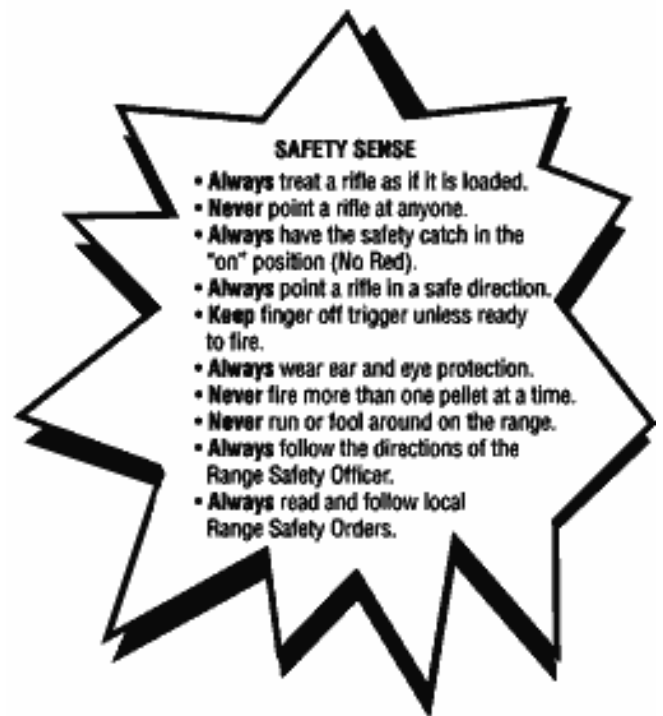 SAFETY SENSE
• Always treat a rifle as if it is loaded.
• Never point a rifle at anyone.
• Always have the safety catch in the
"on" position (No Red).
• Always point a rifle in a safe direction.
• Keep finger off trigger unless ready
to fire.
• Always wear ear and eye protection.
• Never fire more than one pellet at a time.
• Never run or fool around on the range.
• Always follow the directions of the
Range Safety Officer.
• Always read and follow local
Range Safety Orders.